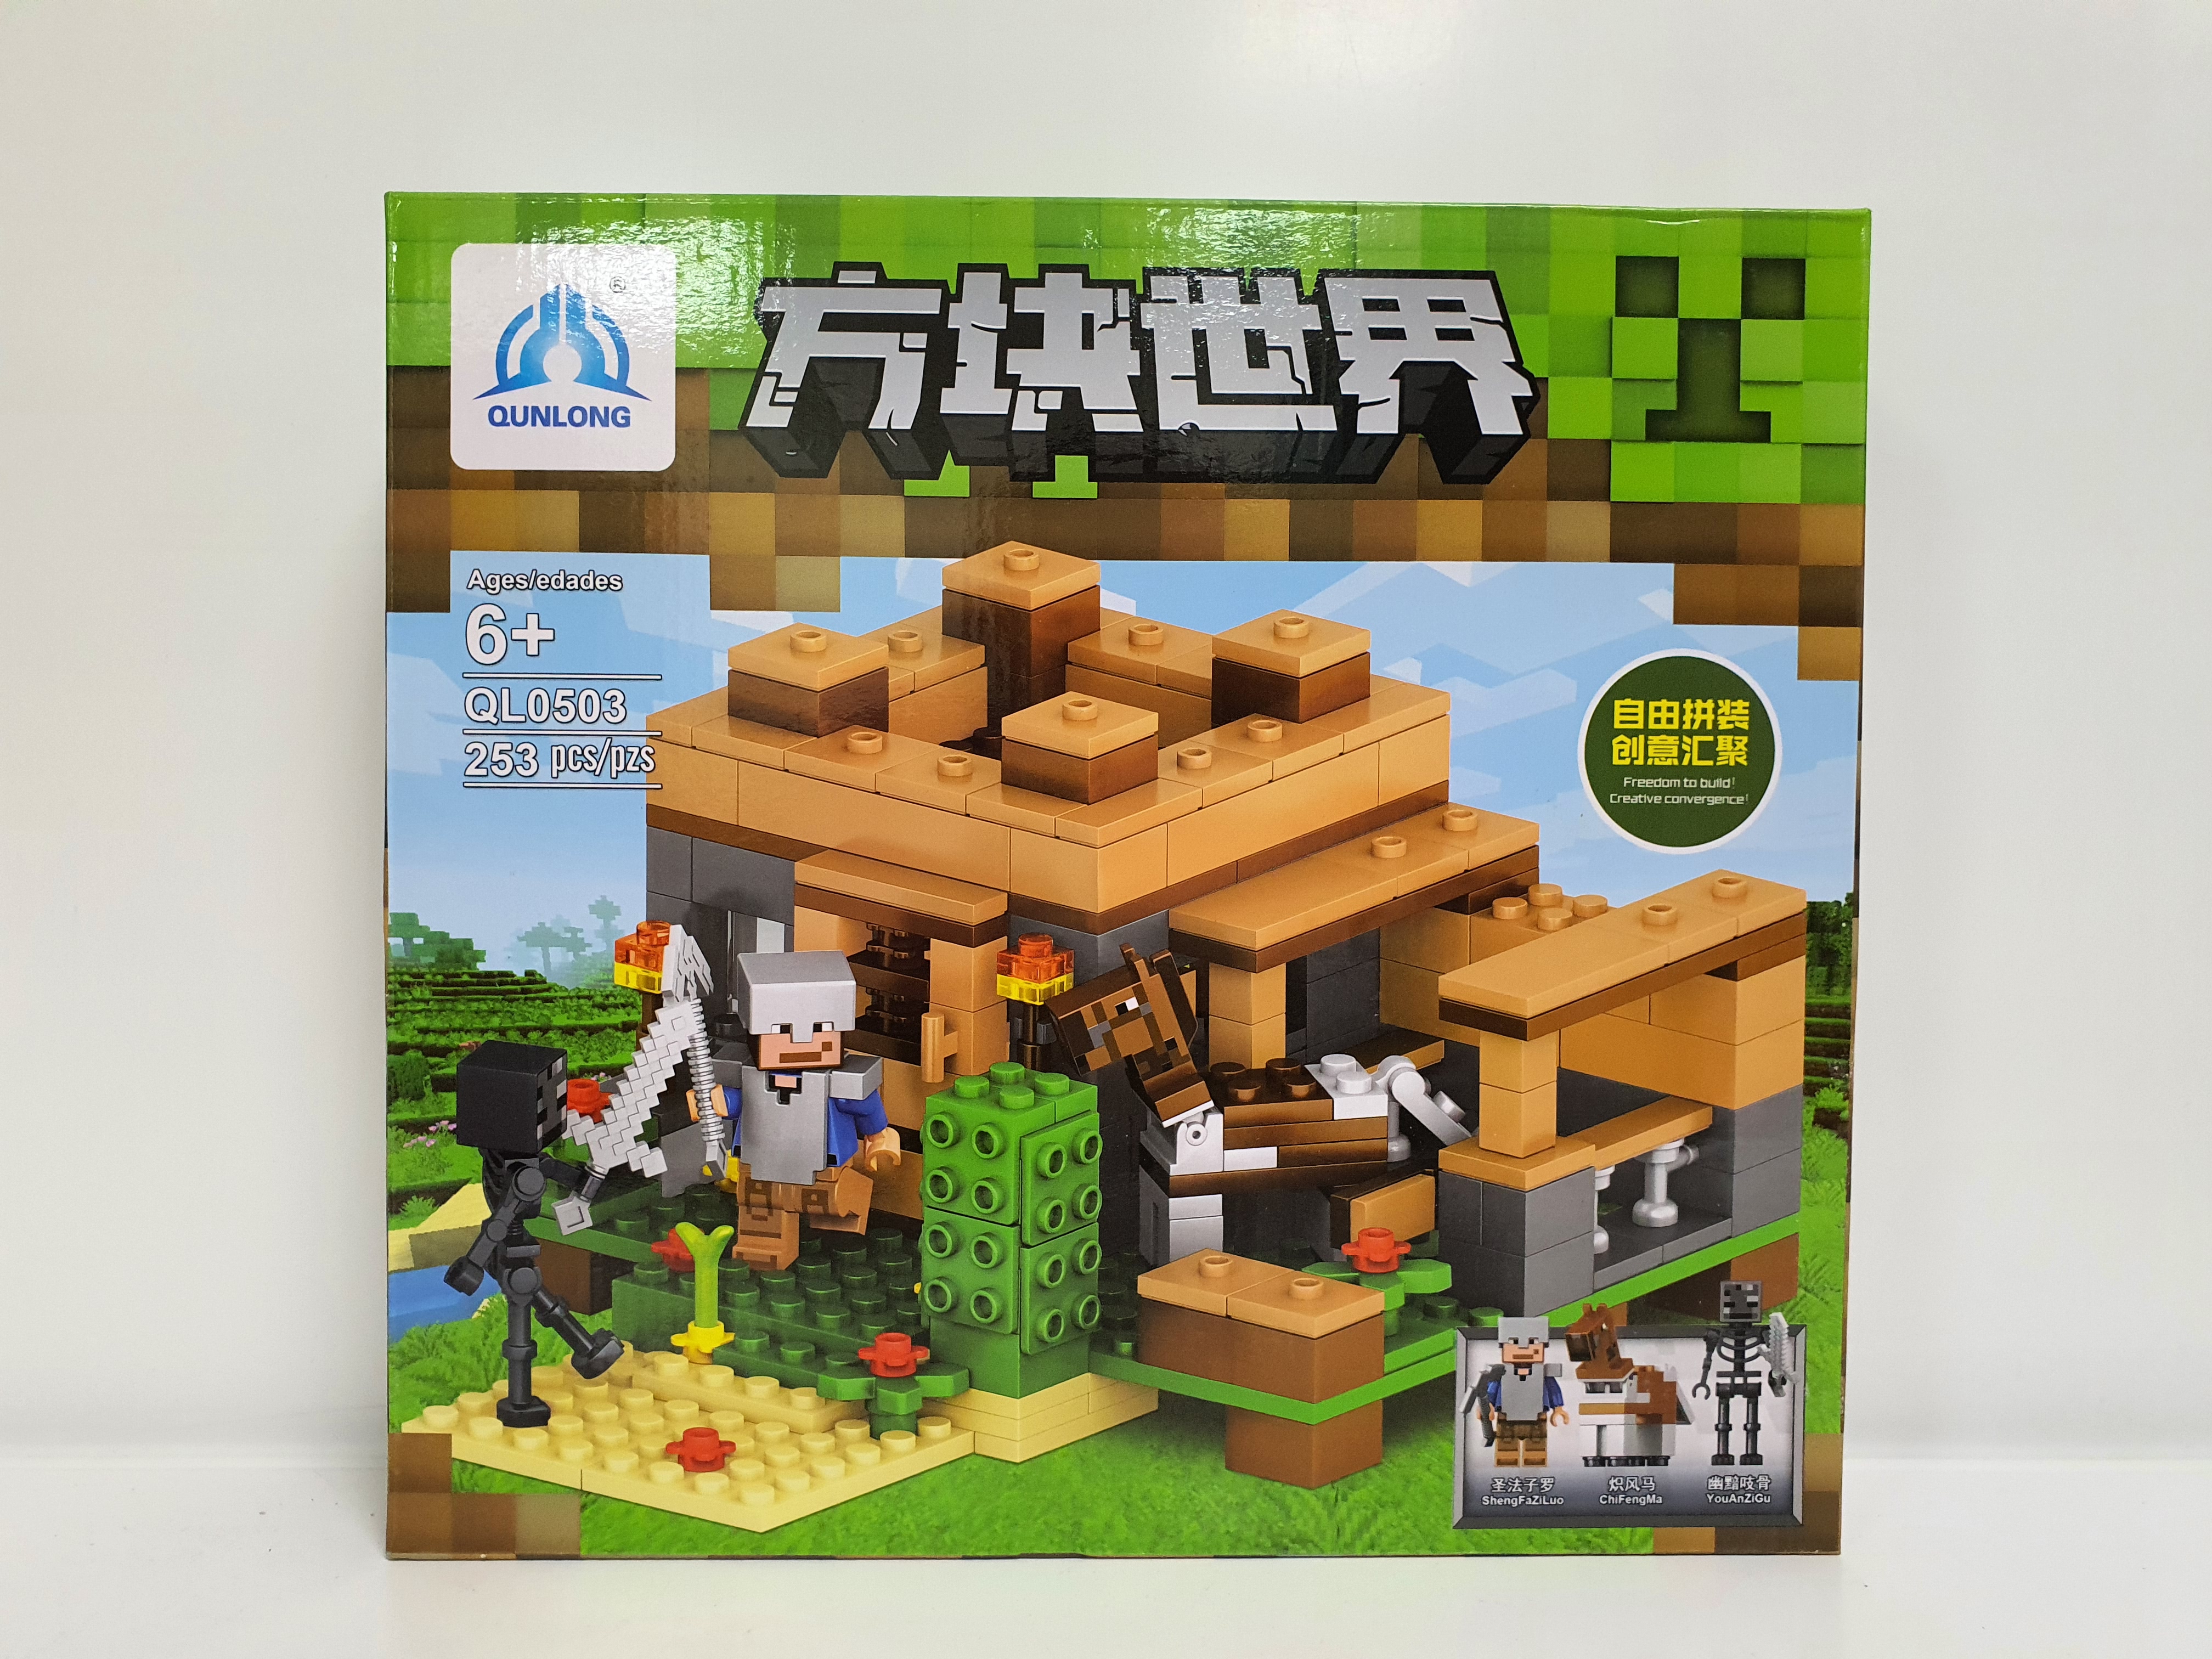 ®
QUNLONG
方块世界
Ages/edades
6+
QL0503
253 pcs/pzs
自由拼装
创意汇聚
Freedom to build!
Creative convergence!
圣法子罗
ShengFaZiLuo
炽风马
ChiFengMa
幽黯吱骨
YouAnZiGu